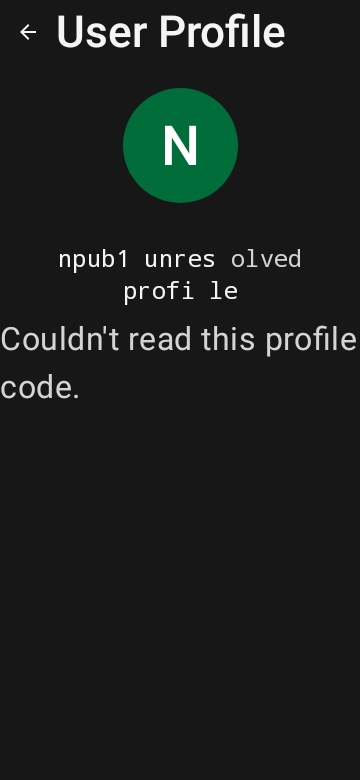 User Profile
N
npub1 unres olved
profi le
Couldn't read this profile
code.